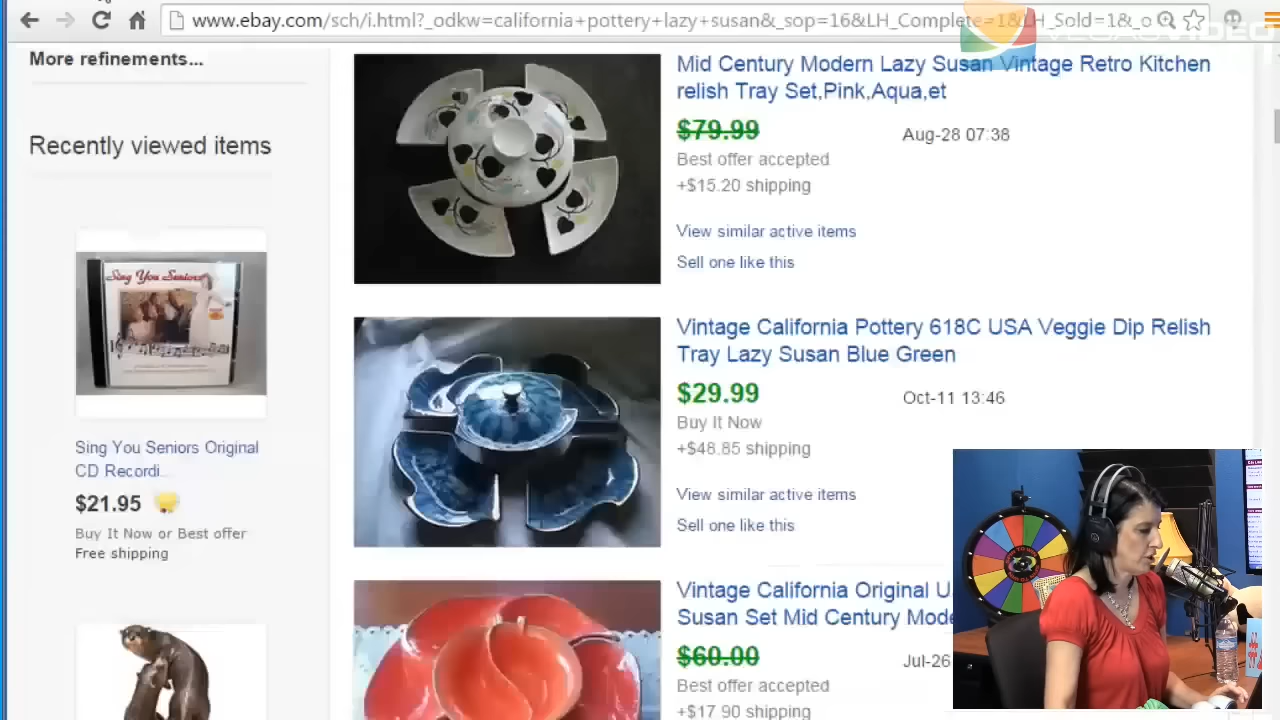 www.ebay.com/sch/i.html?_odkw=california+pottery+lazy+susan&_sop=16&LH_Complete=1&LH_Sold=1&_o
More refinements...
Recently viewed items
Sing You Seniors
Sing You Seniors Original
CD Recordi...
$21.95
Buy It Now or Best offer
Free shipping
Mid Century Modern Lazy Susan Vintage Retro Kitchen
relish Tray Set,Pink,Aqua,et
$79.99 Aug-28 07:38
Best offer accepted
+$15.20 shipping
View similar active items
Sell one like this
Vintage California Pottery 618C USA Veggie Dip Relish
Tray Lazy Susan Blue Green
$29.99 Oct-11 13:46
Buy It Now
+$48.85 shipping
View similar active items
Sell one like this
Vintage California Original U
Susan Set Mid Century Mode
$60.00 Jul-26
Best offer accepted
+$17.90 shipping